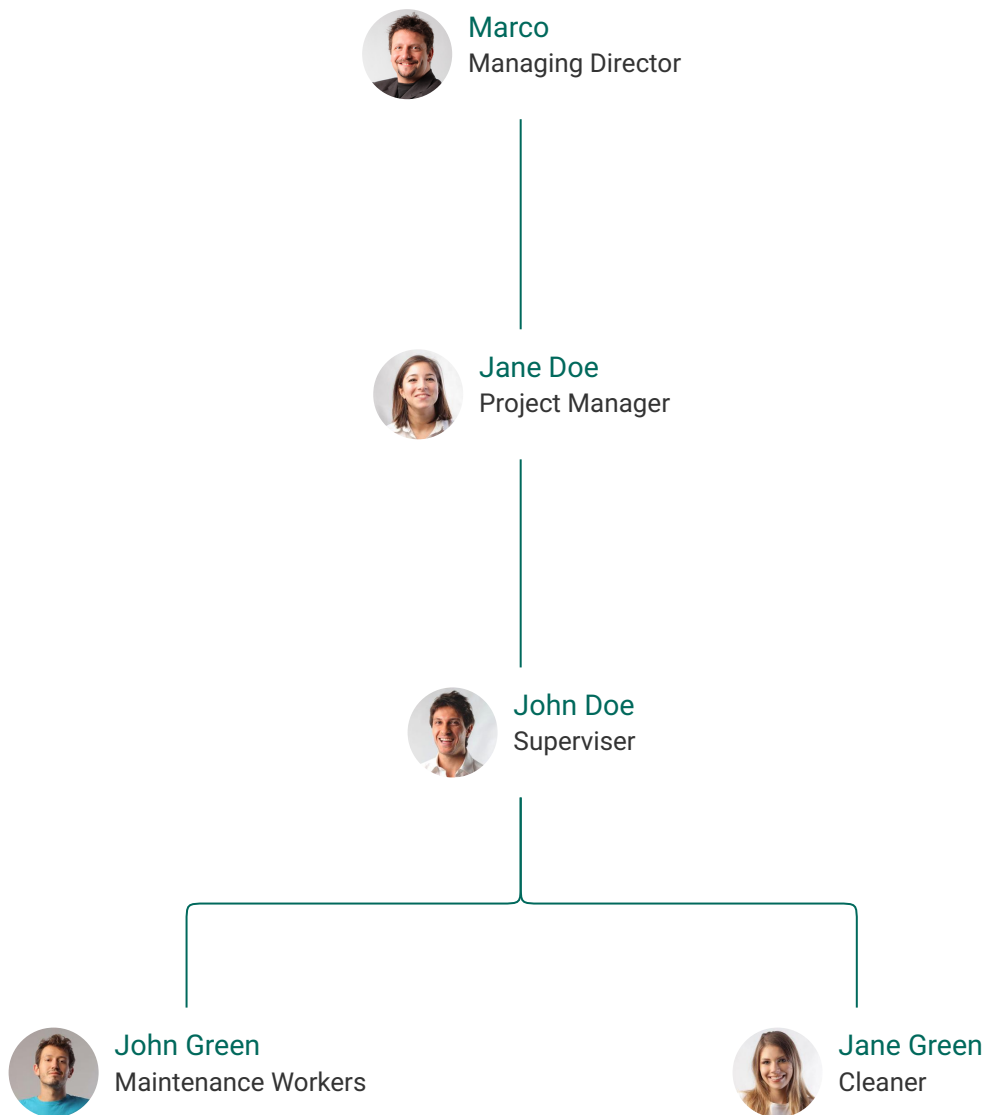 Marco
Managing Director
Jane Doe
Project Manager
John Doe
Superviser
John Green
Maintenance Workers
Jane Green
Cleaner